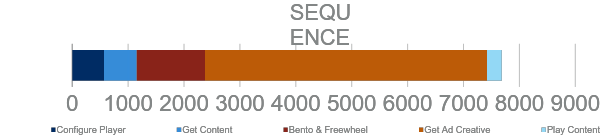 SEQU
ENCE
0 1000 2000 3000 4000 5000 6000 7000 8000 9000
Configure Player Get Content Bento & Freewheel Get Ad Creative Play Content